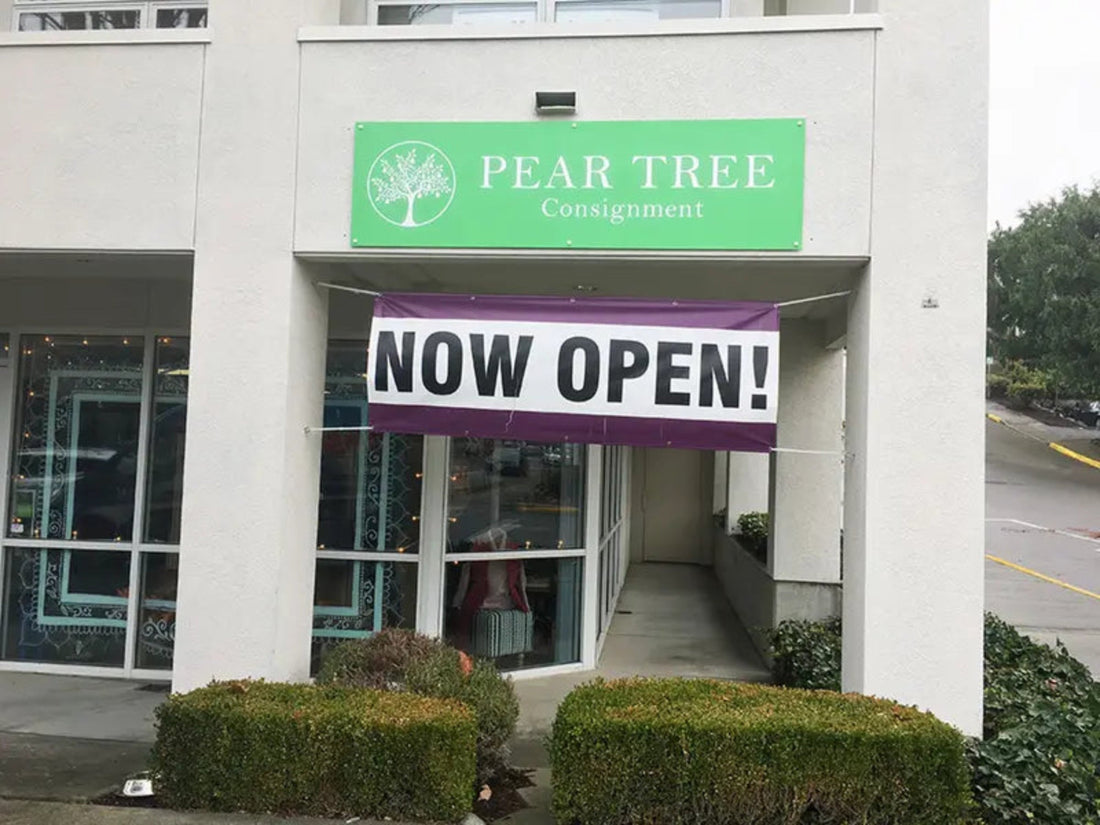 PEAR TREE
Consignment
NOW OPEN!